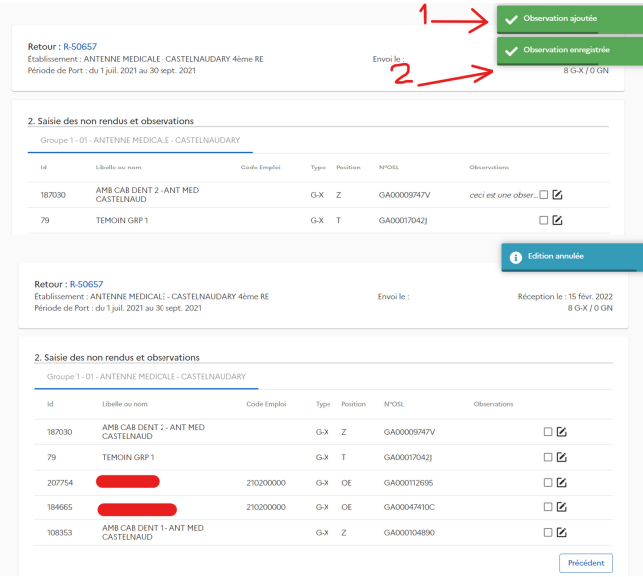 1
Observation ajoutée
Retour : R-50657
Observation enregistrée
Établissement : ANTENNE MEDICALE - CASTELNAUDARY 4ème RE
Envoi le :
Période de Port : du 1 juil. 2021 au 30 sept. 2021
2
8 G-X / 0 GN
2. Saisie des non rendus et observations
Groupe 1 - 01 - ANTENNE MEDICALE - CASTELNAUDARY
Id Libelle ou nom Code Emploi Type Position N°OSL Observations
187030 AMB CAB DENT 2 - ANT MED G-X Z GA00009747V ceci est une obser...
CASTELNAUD
79 TEMOIN GRP 1 G-X T GA00017042J
Edition annulée
Retour : R-50657
Établissement : ANTENNE MEDICALE - CASTELNAUDARY 4ème RE Envoi le : Réception le : 15 févr. 2022
Période de Port : du 1 juil. 2021 au 30 sept. 2021 8 G-X / 0 GN
2. Saisie des non rendus et observations
Groupe 1 - 01 - ANTENNE MEDICALE - CASTELNAUDARY
Id Libelle ou nom Code Emploi Type Position N°OSL Observations
187030 AMB CAB DENT 2 - ANT MED G-X Z GA00009747V
CASTELNAUD
79 TEMOIN GRP 1 G-X T GA00017042J
207754 210200000 G-X OE GA000112695
184665 210200000 G-X OE GA00047410C
108353 AMB CAB DENT 1 - ANT MED G-X Z GA000104890
CASTELNAUD
Précédent